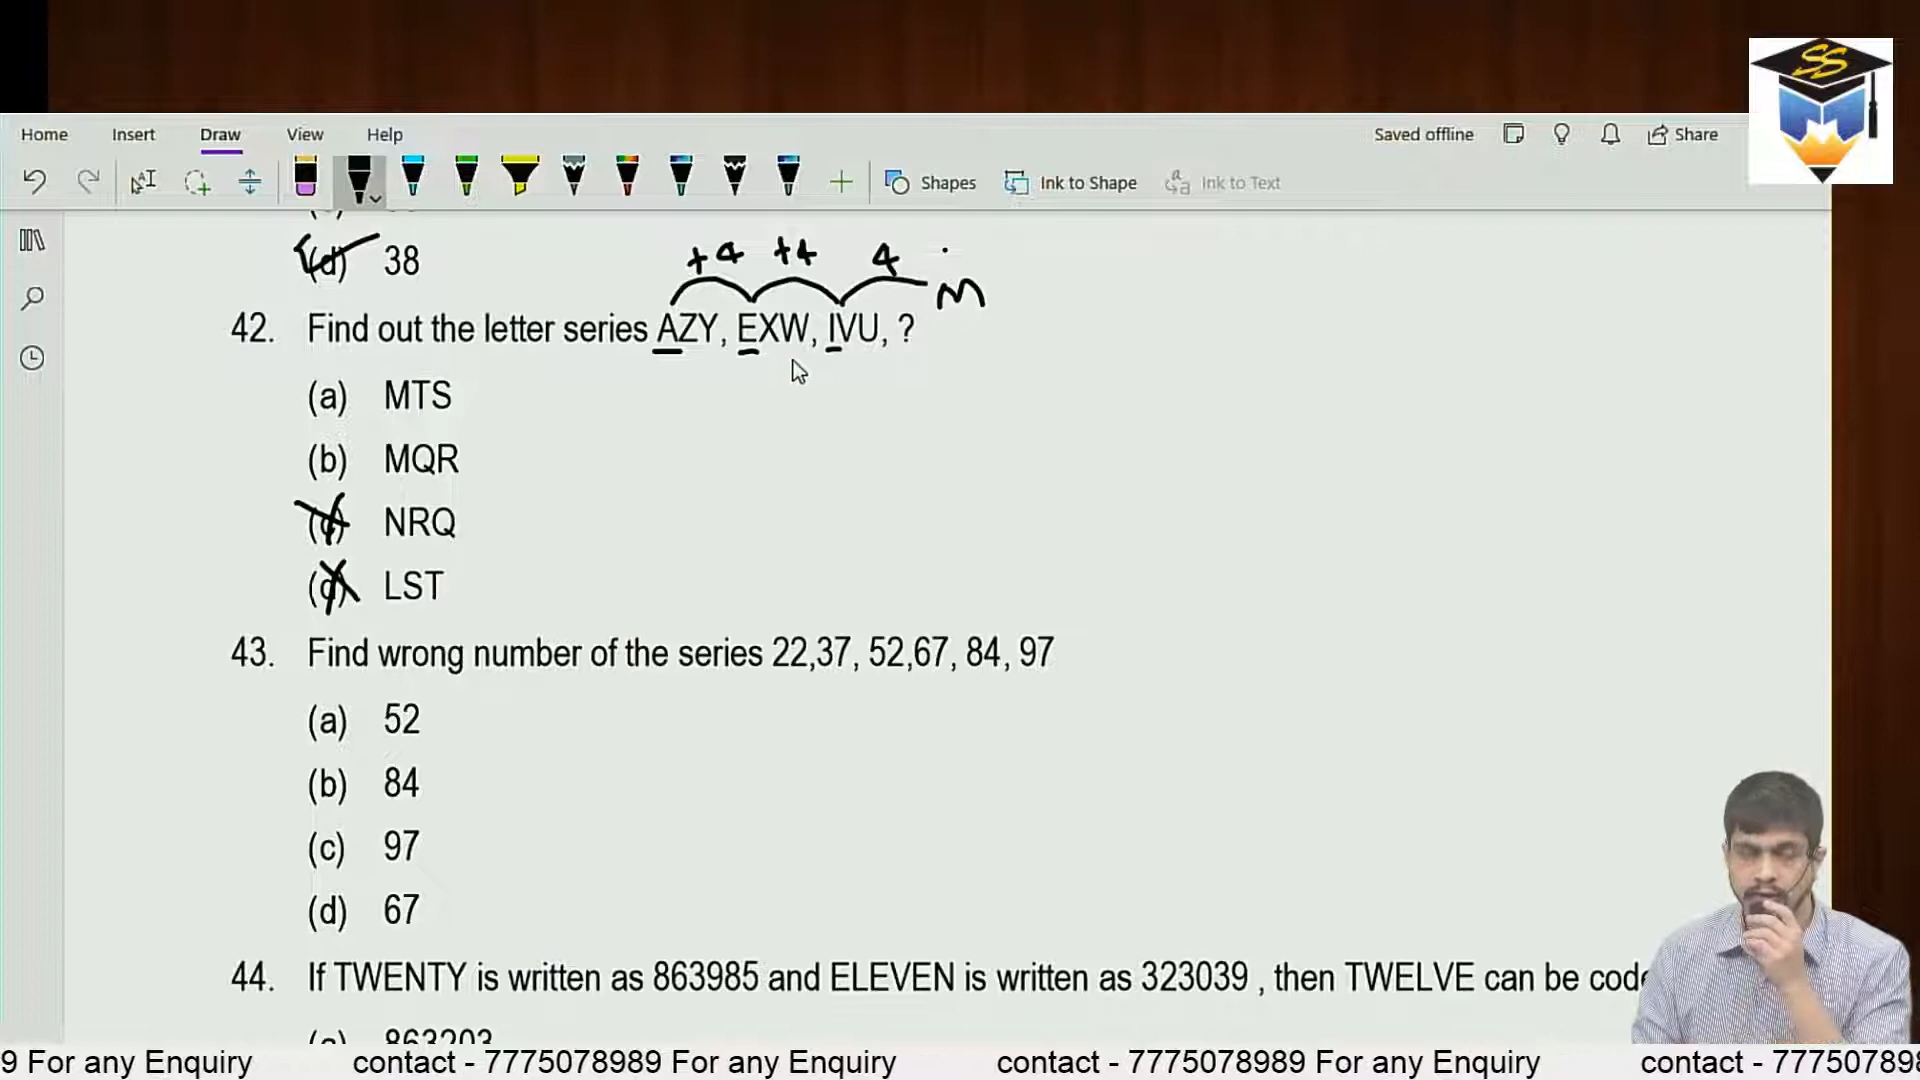 SS
Home Insert Draw View Help Saved offline Share
Shapes Ink to Shape Ink to Text
(d) 38
+4 +4 4
M
42. Find out the letter series AZY, EXW, IVU, ?
(a) MTS
(b) MQR
(c) NRQ
(d) LST
43. Find wrong number of the series 22,37, 52,67, 84, 97
(a) 52
(b) 84
(c) 97
(d) 67
44. If TWENTY is written as 863985 and ELEVEN is written as 323039 , then TWELVE can be code
(a) 863203
9 For any Enquiry contact - 7775078989 For any Enquiry contact - 7775078989 For any Enquiry contact - 777507898